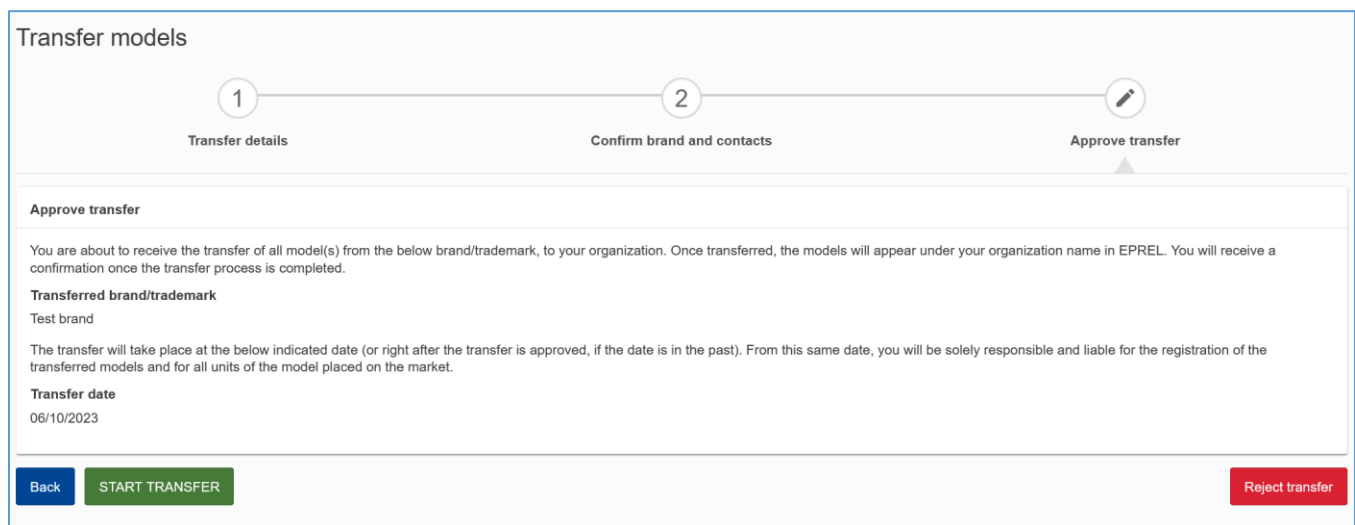 Transfer models
1
2
Transfer details
Confirm brand and contacts
Approve transfer
Approve transfer
You are about to receive the transfer of all model(s) from the below brand/trademark, to your organization. Once transferred, the models will appear under your organization name in EPREL. You will receive a
confirmation once the transfer process is completed.
Transferred brand/trademark
Test brand
The transfer will take place at the below indicated date (or right after the transfer is approved, if the date is in the past). From this same date, you will be solely responsible and liable for the registration of the
transferred models and for all units of the model placed on the market.
Transfer date
06/10/2023
Back
START TRANSFER
Reject transfer